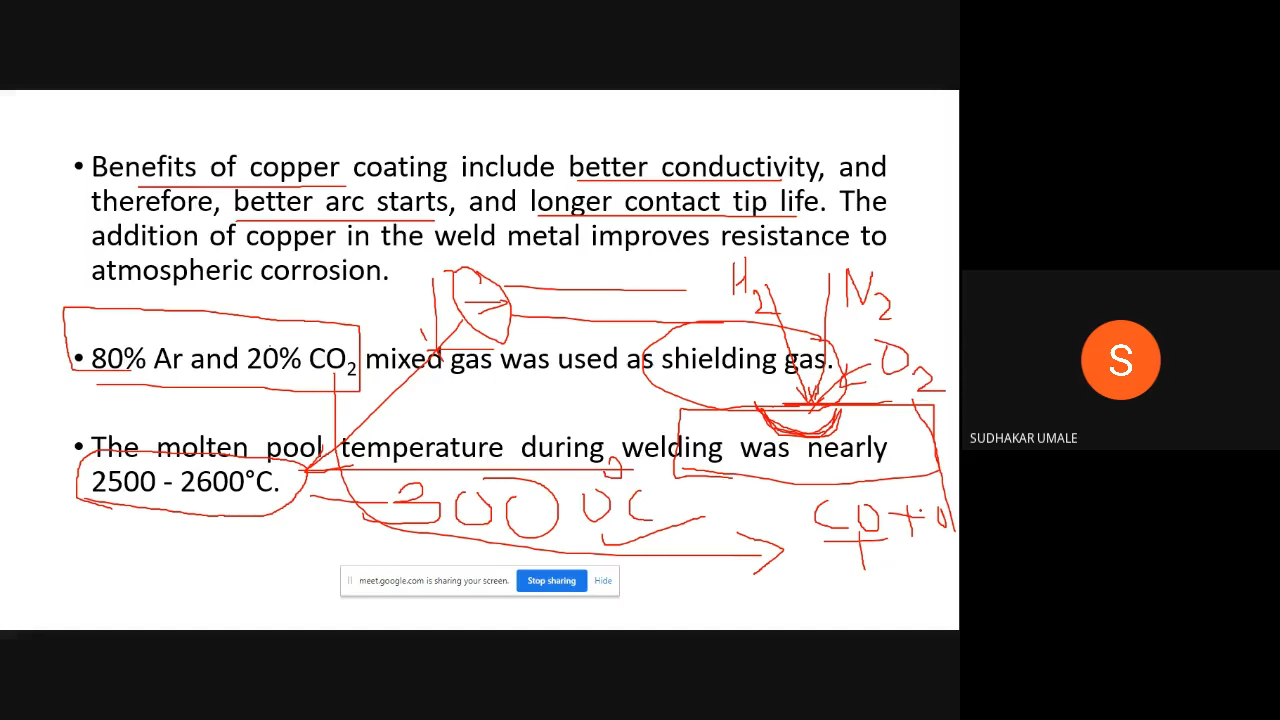 • Benefits of copper coating include better conductivity, and
therefore, better arc starts, and longer contact tip life. The
addition of copper in the weld metal improves resistance to
atmospheric corrosion.
H2 N2
• 80% Ar and 20% CO2 mixed gas was used as shielding gas.
O2
• The molten pool temperature during welding was nearly
2500 - 2600°C.
CO +
meet.google.com is sharing your screen. Stop sharing Hide
S
SUDHAKAR UMALE